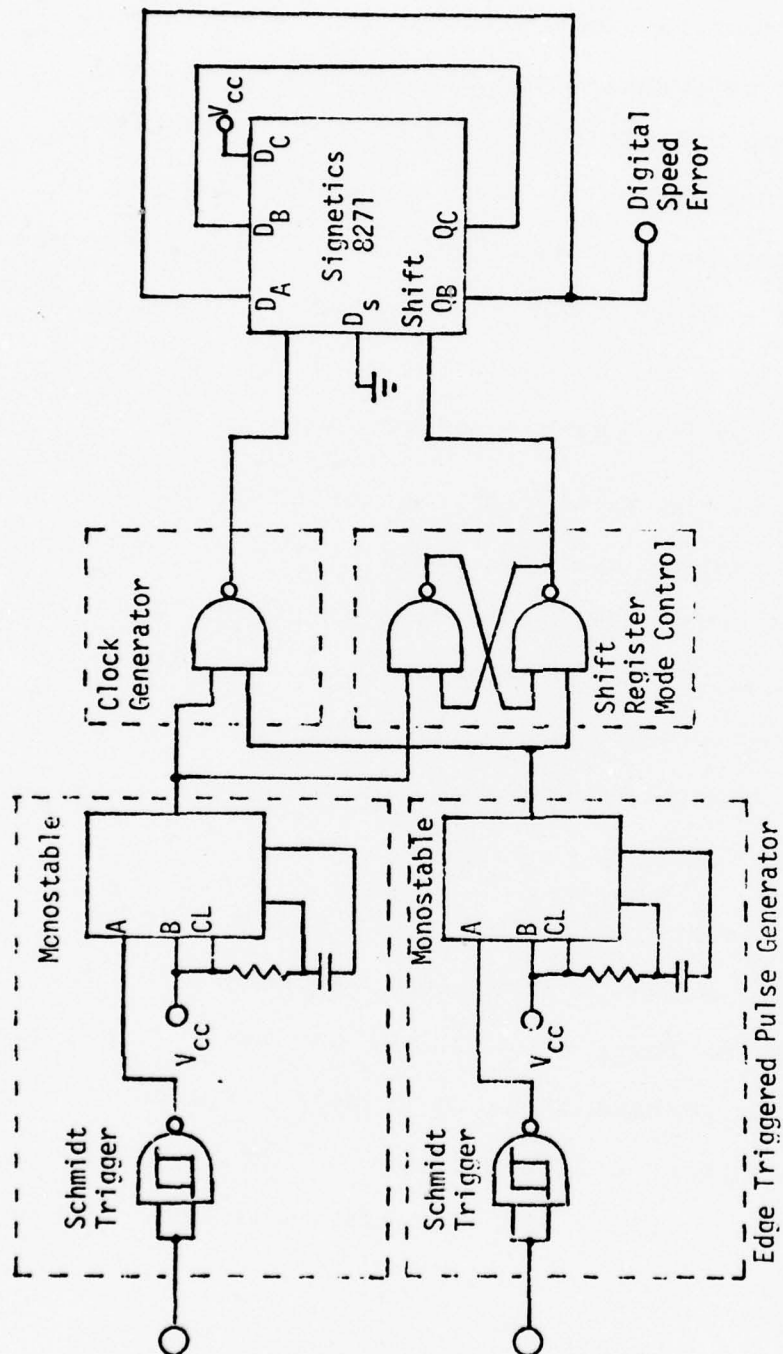 Schmidt
Trigger
Monostable
A
B
CL
Vcc
Schmidt
Trigger
Monostable
A
B
CL
Vcc
Edge Triggered Pulse Generator
Clock
Generator
Shift
Register
Mode Control
Vcc
DA
DB
DC
Signetics
8271
Ds
Shift
QB
QC
Digital
Speed
Error